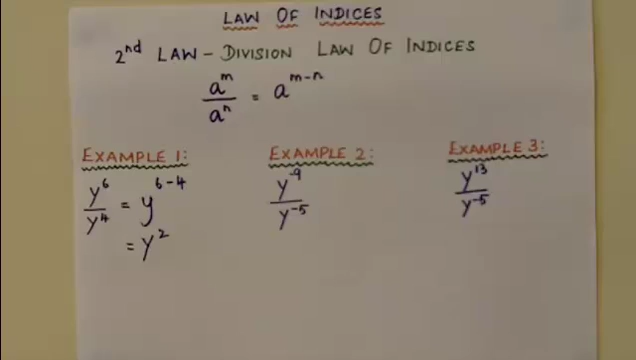 LAW OF INDICES
2nd LAW – DIVISION LAW OF INDICES
a^m/a^n = a^(m-n)
EXAMPLE 1:
y^6/y^4 = y^(6-4)
= y^2
EXAMPLE 2:
y^-9/y^-5
EXAMPLE 3:
y^13/y^-5